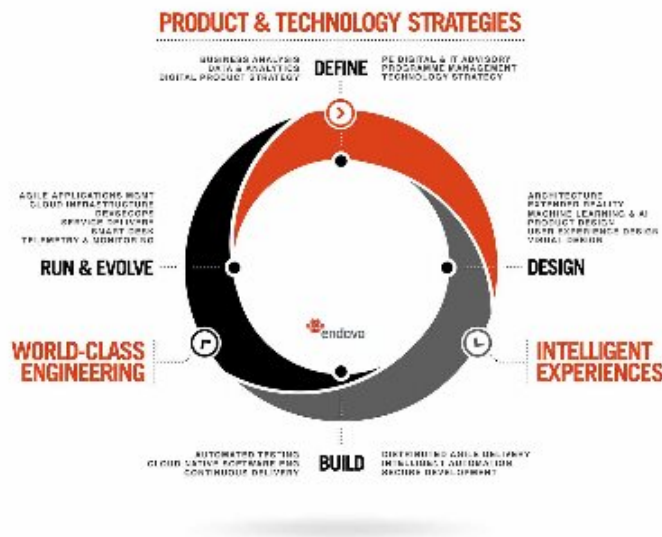 PRODUCT & TECHNOLOGY STRATEGIES
BUSINESS ANALYSIS
DATA & ANALYTICS
DIGITAL PRODUCT STRATEGY
DEFINE
PE DIGITAL & IT ADVISORY
PROGRAMME MANAGEMENT
TECHNOLOGY STRATEGY
AGILE APPLICATIONS MGMT
CLOUD INFRASTRUCTURE
DEVSECOPS
SERVICE DELIVERY
SMART DESK
TELEMETRY & MONITORING
RUN & EVOLVE
ARCHITECTURE
EXTENDED REALITY
MACHINE LEARNING & AI
PRODUCT DESIGN
USER EXPERIENCE DESIGN
VISUAL DESIGN
DESIGN
endava
WORLD-CLASS
ENGINEERING
INTELLIGENT
EXPERIENCES
AUTOMATED TESTING
CLOUD NATIVE SOFTWARE ENG
CONTINUOUS DELIVERY
BUILD
DISTRIBUTED AGILE DELIVERY
INTELLIGENT AUTOMATION
SECURE DEVELOPMENT